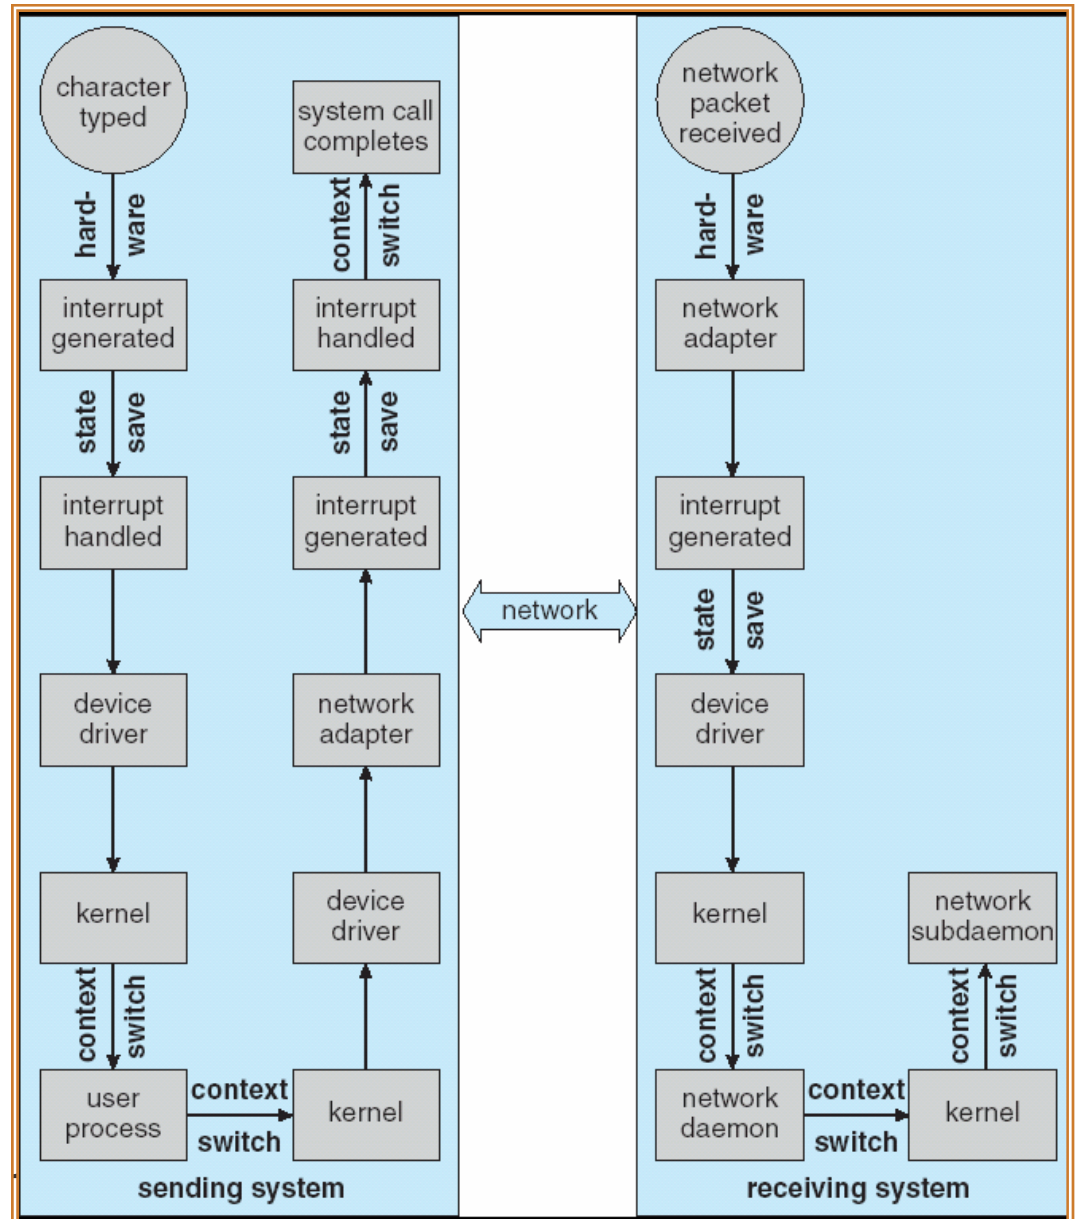 character
typed
hard-
ware
interrupt
generated
state
save
interrupt
handled
device
driver
kernel
context
switch
user
process
context
switch
kernel
device
driver
network
adapter
interrupt
generated
state
save
interrupt
handled
context
switch
system call
completes
sending system
network
network
packet
received
hard-
ware
network
adapter
interrupt
generated
state
save
device
driver
kernel
context
switch
network
daemon
context
switch
kernel
context
switch
network
subdaemon
receiving system